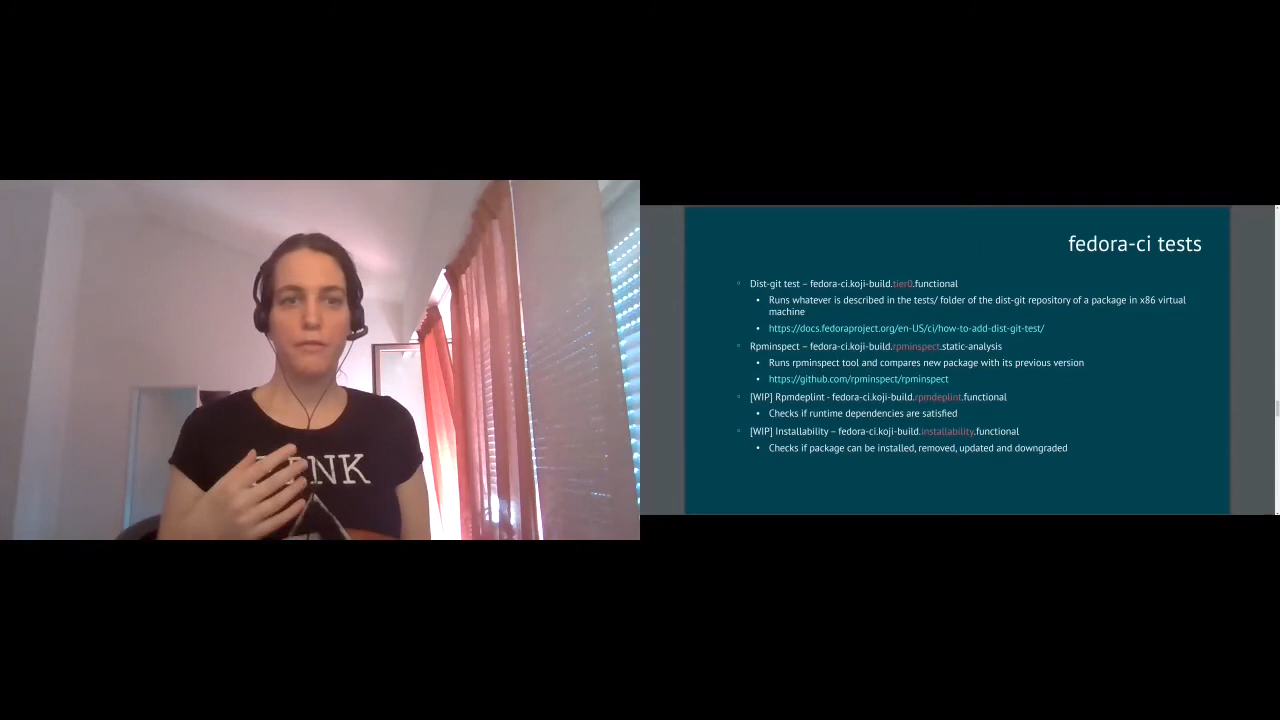 NK
fedora-ci tests
Dist-git test – fedora-ci.koji-build.tier0.functional
Runs whatever is described in the tests/ folder of the dist-git repository of a package in x86 virtual
machine
https://docs.fedoraproject.org/en-US/ci/how-to-add-dist-git-test/
Rpminspect – fedora-ci.koji-build.rpminspect.static-analysis
Runs rpminspect tool and compares new package with its previous version
https://github.com/rpminspect/rpminspect
[WIP] Rpmdeplint - fedora-ci.koji-build.rpmdeplint.functional
Checks if runtime dependencies are satisfied
[WIP] Installability – fedora-ci.koji-build.installability.functional
Checks if package can be installed, removed, updated and downgraded